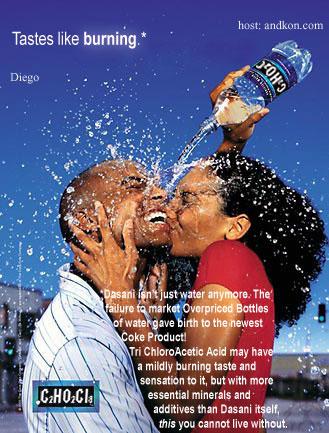 host: andkon.com
Tastes like burning.*
Diego
C2HO2Cl3
*Dasani isn't just water anymore. The
failure to market Overpriced Bottles
of water gave birth to the newest
Coke Product!
Tri ChloroAcetic Acid may have
a mildly burning taste and
sensation to it, but with more
essential minerals and
additives than Dasani itself,
this you cannot live without.
.C2HO2Cl3